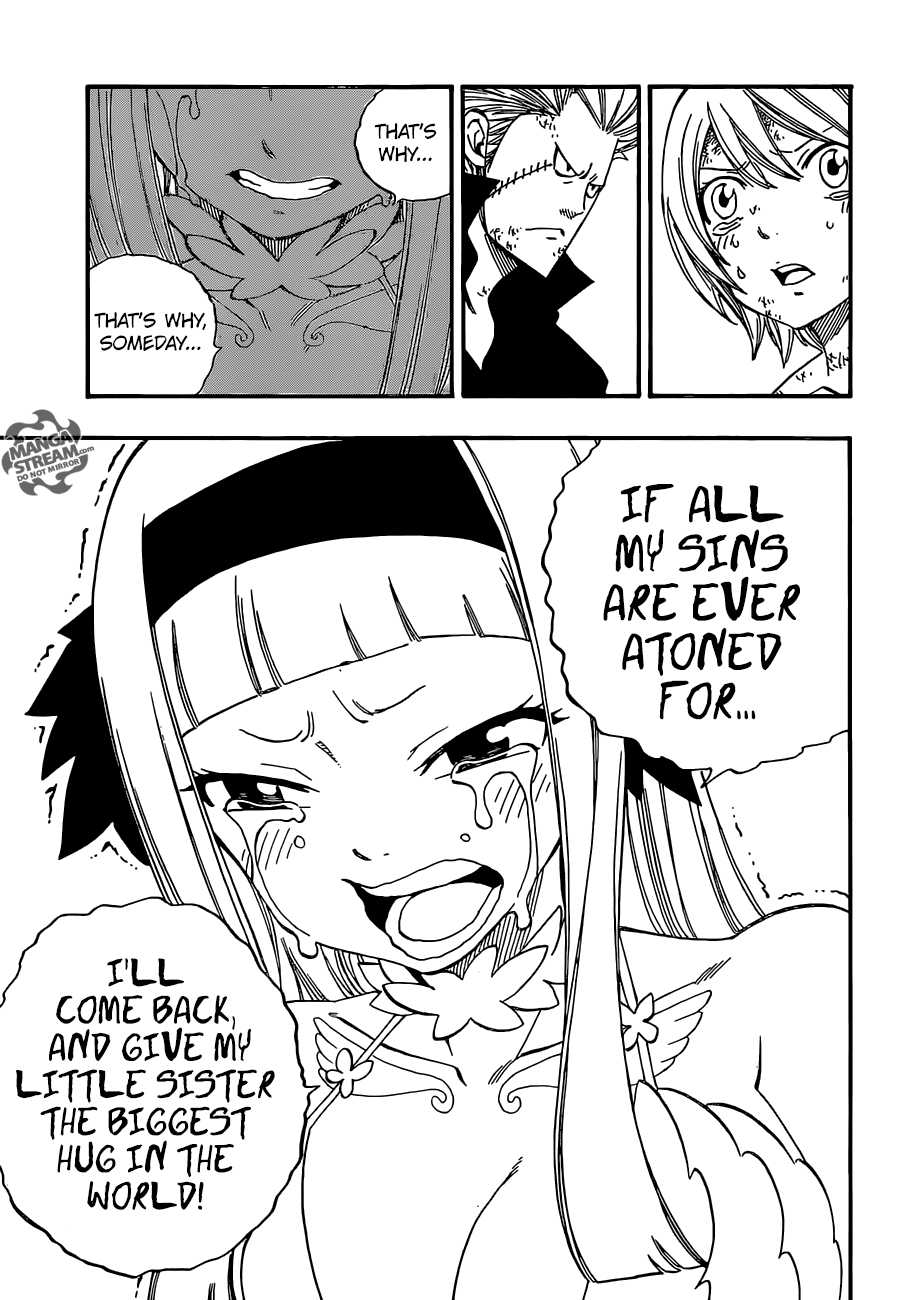 THAT'S
WHY...
THAT'S WHY,
SOMEDAY...
MANGA
STREAM.com
DO NOT MIRROR
IF ALL
MY SINS
ARE EVER
ATONED
FOR...
I'LL
COME BACK,
AND GIVE MY
LITTLE SISTER
THE BIGGEST
HUG IN THE
WORLD!